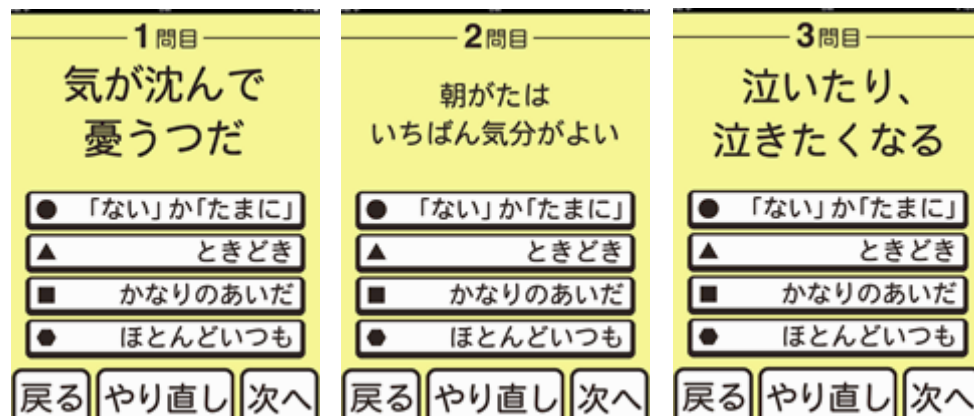 1問目
気が沈んで
憂うつだ
● 「ない」か「たまに」
▲ ときどき
■ かなりのあいだ
⬣ ほとんどいつも
戻る やり直し 次へ
2問目
朝がたは
いちばん気分がよい
● 「ない」か「たまに」
▲ ときどき
■ かなりのあいだ
⬣ ほとんどいつも
戻る やり直し 次へ
3問目
泣いたり、
泣きたくなる
● 「ない」か「たまに」
▲ ときどき
■ かなりのあいだ
⬣ ほとんどいつも
戻る やり直し 次へ